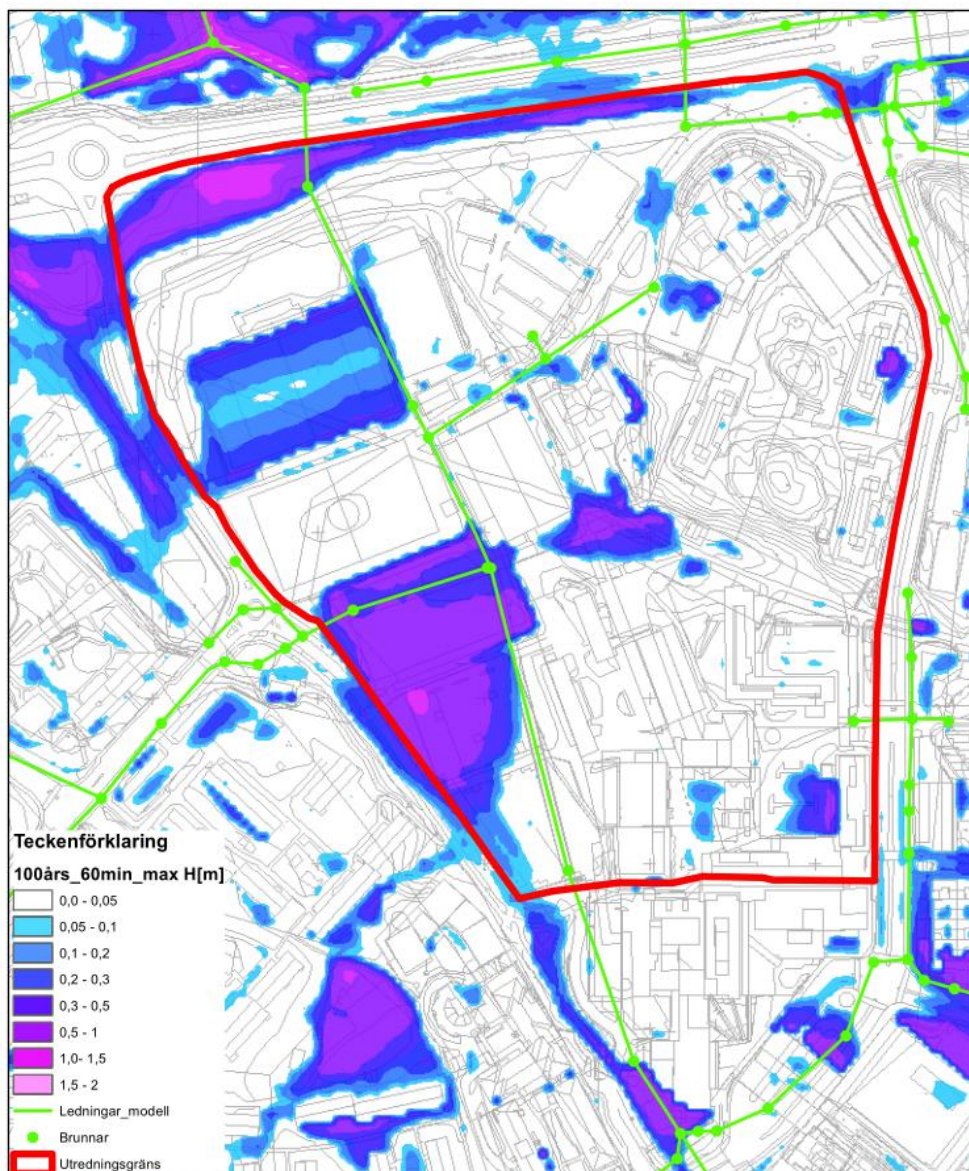 Teckenförklaring
100års_60min_max H[m]
0,0 - 0,05
0,05 - 0,1
0,1 - 0,2
0,2 - 0,3
0,3 - 0,5
0,5 - 1
1,0- 1,5
1,5 - 2
Ledningar_modell
Brunnar
Utredningsgräns